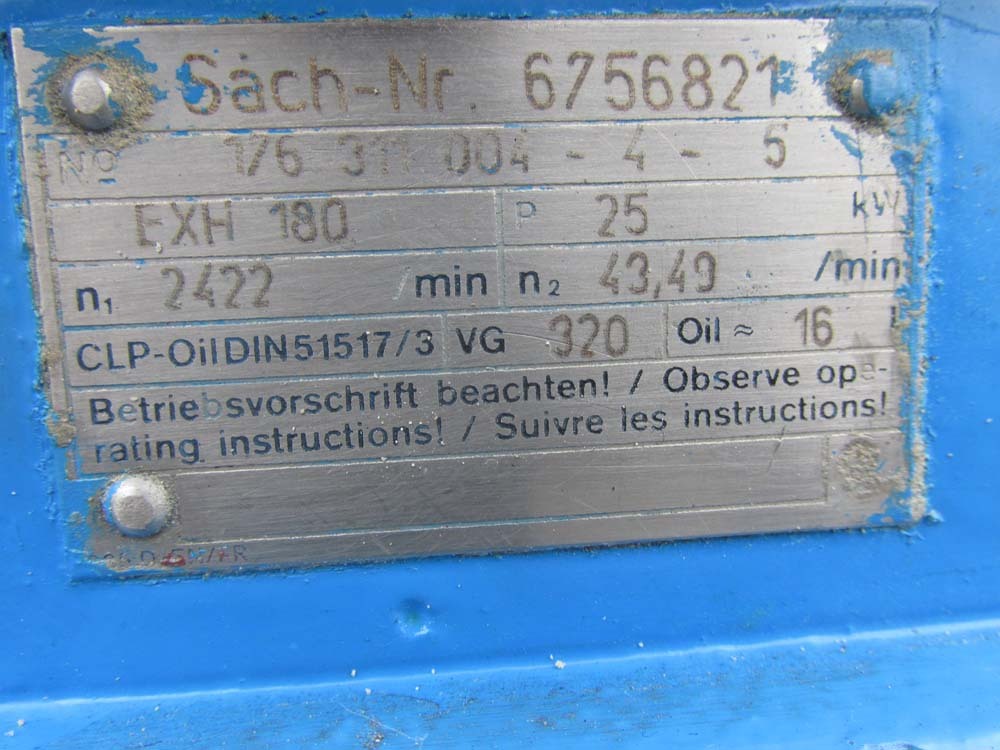 Sach-Nr. 6756821
No 176 311 004 - 4 - 5
EXH 180 P 25 kW
n₁ 2422 /min n₂ 43,49 /min
CLP-Oil DIN 51517/3 VG 320 Oil ≈ 16
Betriebsvorschrift beachten! / Observe ope-
rating instructions! / Suivre les instructions!